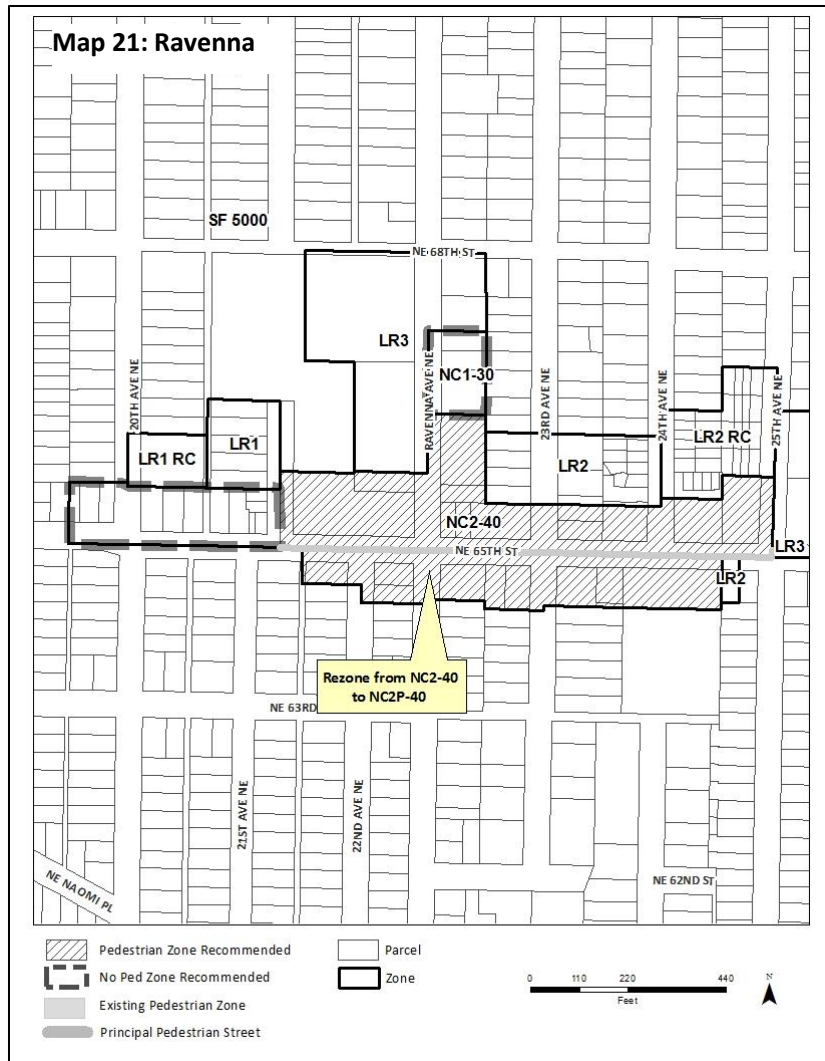 Map 21: Ravenna
SF 5000
NE 68TH ST
LR3
RAVENNA AVE NE
NC1-30
20TH AVE NE
23RD AVE NE
24TH AVE NE
25TH AVE NE
LR1 RC
LR1
LR2
LR2 RC
NC2-40
NE 65TH ST
LR3
LR2
Rezone from NC2-40
to NC2P-40
NE 63RD
21ST AVE NE
22ND AVE NE
NE NAOMI PL
NE 62ND ST
Pedestrian Zone Recommended
No Ped Zone Recommended
Existing Pedestrian Zone
Principal Pedestrian Street
Parcel
Zone
0 110 220 440
Feet
N